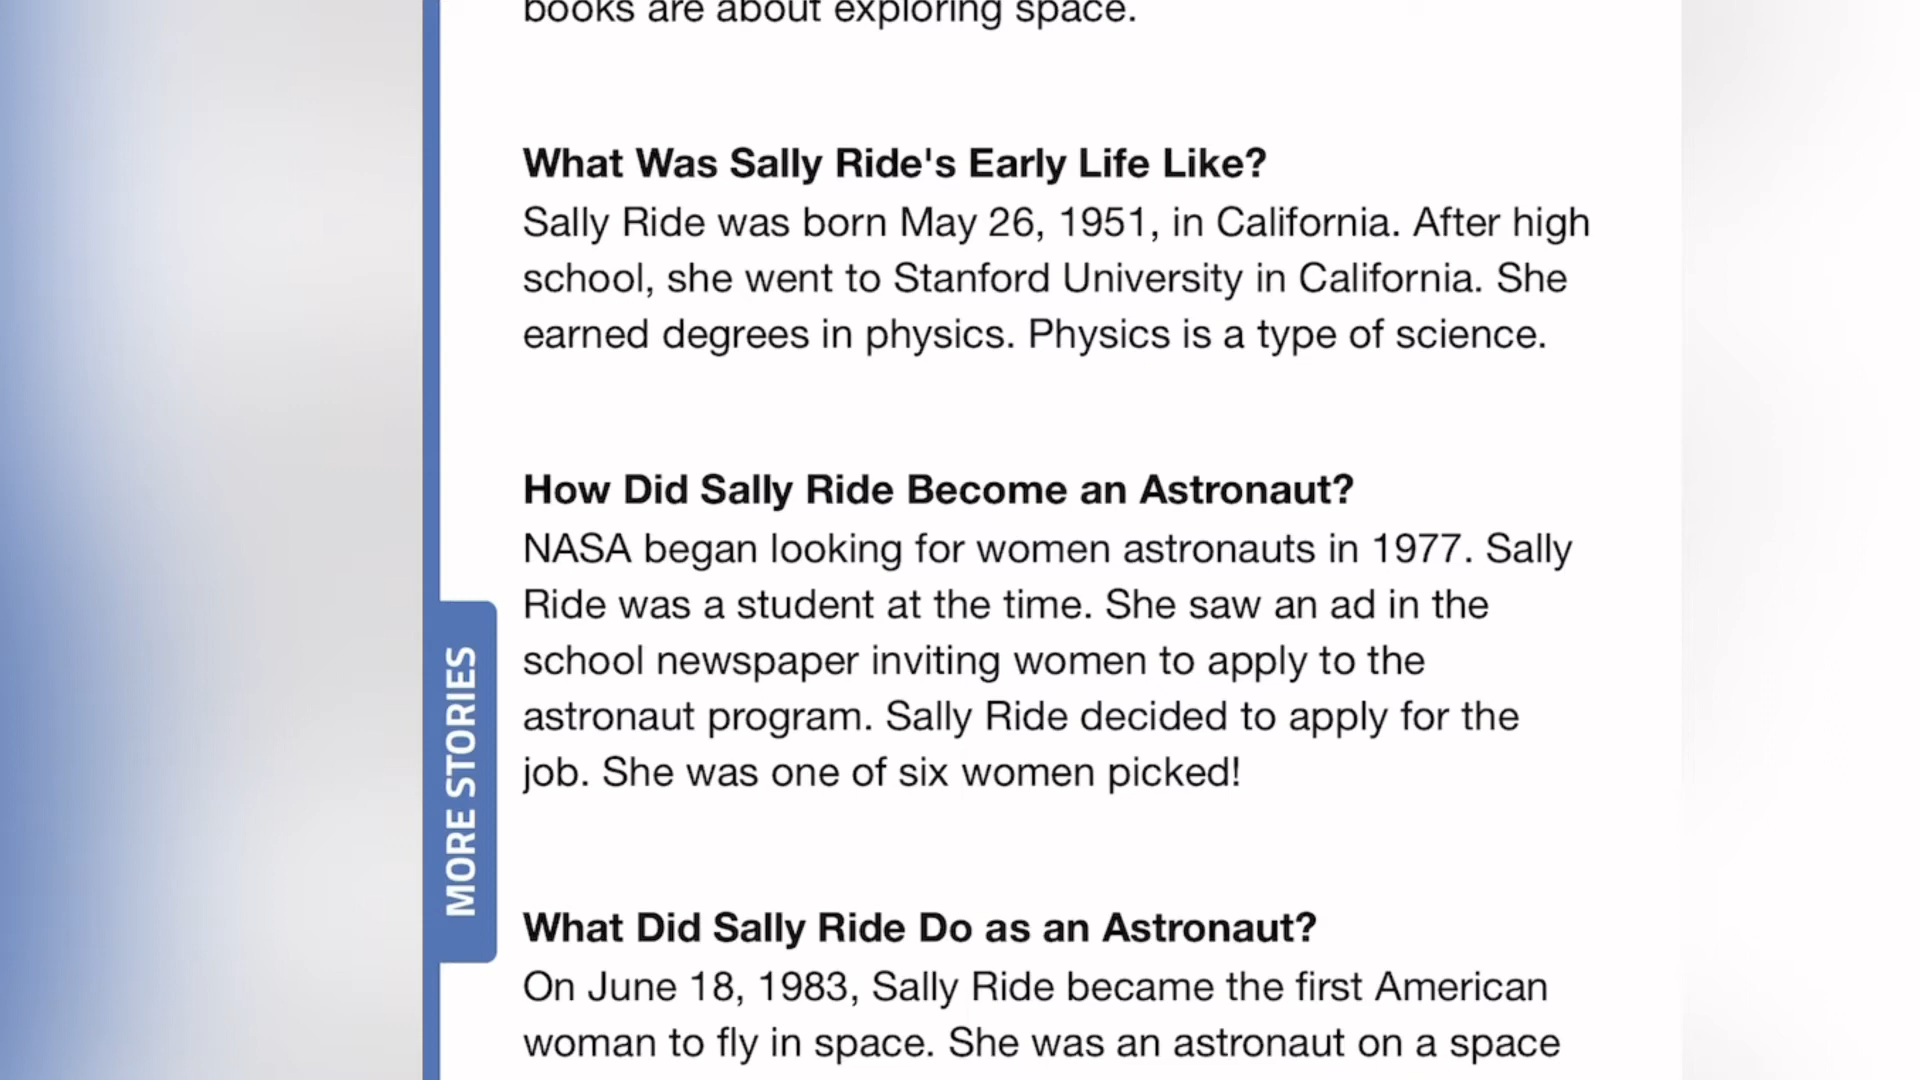 books are about exploring space.
What Was Sally Ride's Early Life Like?
Sally Ride was born May 26, 1951, in California. After high
school, she went to Stanford University in California. She
earned degrees in physics. Physics is a type of science.
How Did Sally Ride Become an Astronaut?
NASA began looking for women astronauts in 1977. Sally
Ride was a student at the time. She saw an ad in the
school newspaper inviting women to apply to the
astronaut program. Sally Ride decided to apply for the
job. She was one of six women picked!
MORE STORIES
What Did Sally Ride Do as an Astronaut?
On June 18, 1983, Sally Ride became the first American
woman to fly in space. She was an astronaut on a space